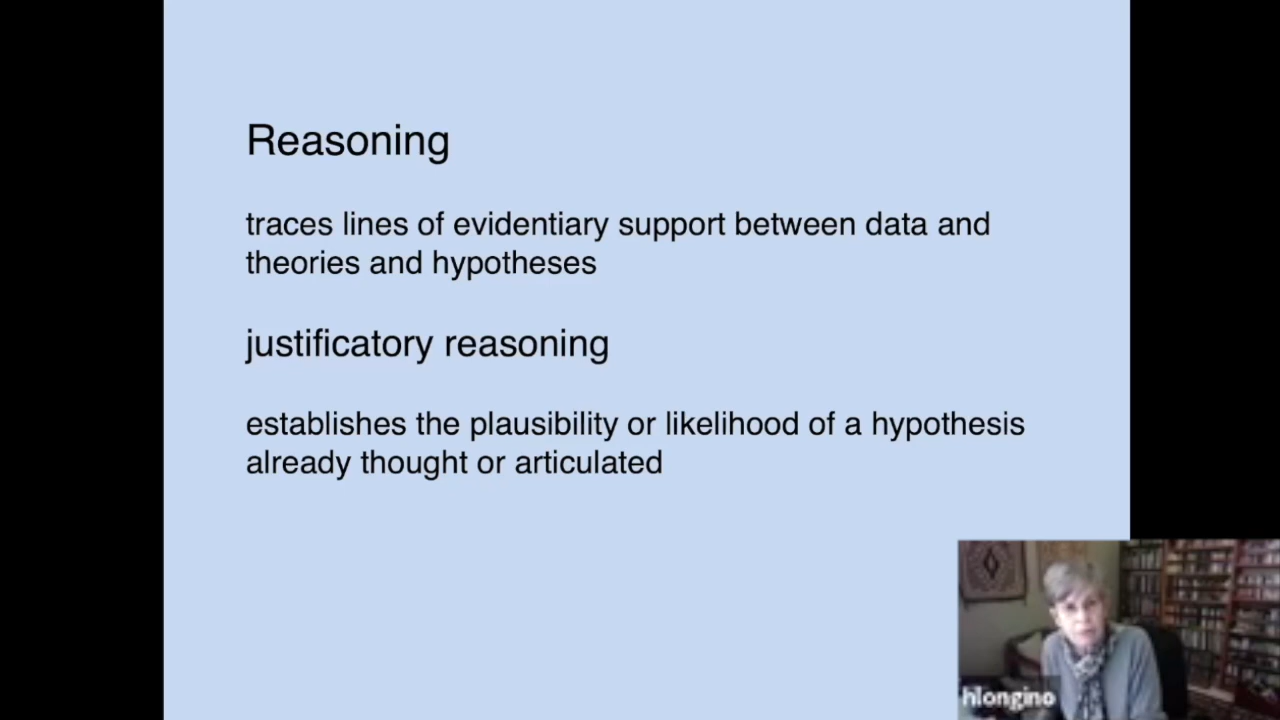 Reasoning
traces lines of evidentiary support between data and
theories and hypotheses
justificatory reasoning
establishes the plausibility or likelihood of a hypothesis
already thought or articulated
hlongino